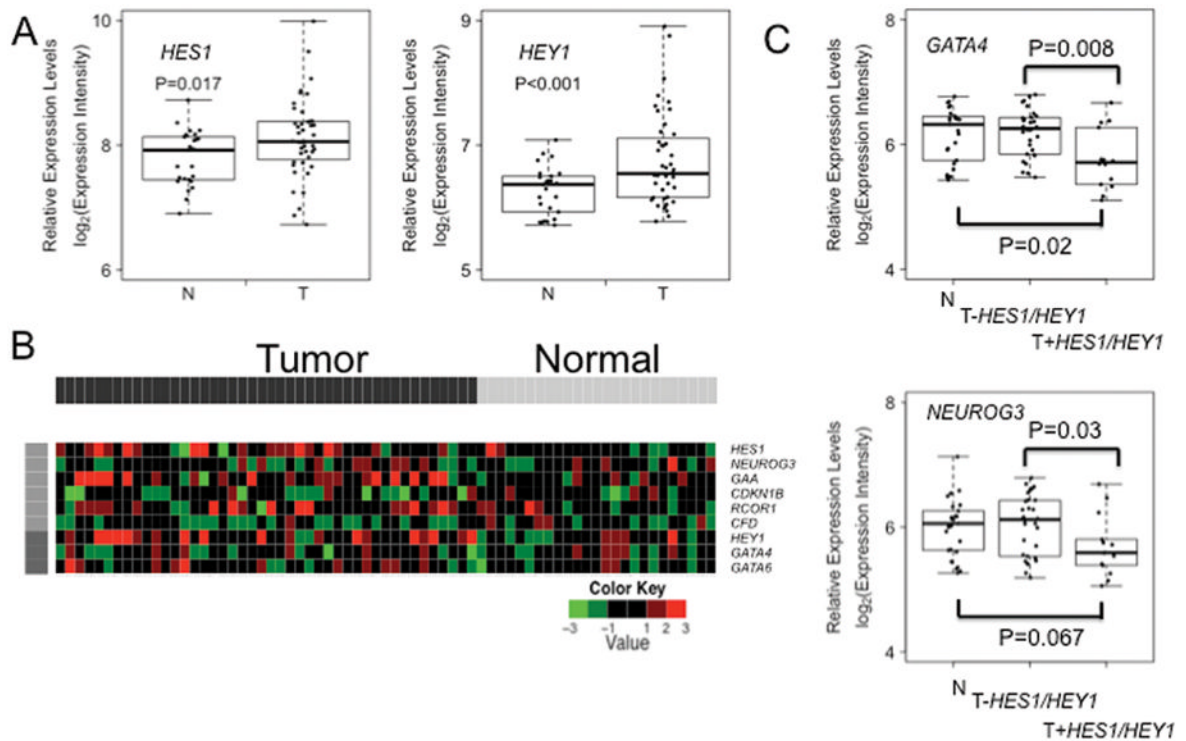 A
Relative Expression Levels
log₂(Expression Intensity)
10
8
6
HES1
P=0.017
N
T
Relative Expression Levels
log₂(Expression Intensity)
9
7
5
HEY1
P<0.001
N
T
B
Tumor
Normal
HES1
NEUROG3
GAA
CDKN1B
RCOR1
CFD
HEY1
GATA4
GATA6
Color Key
-3 -1 1 2 3
Value
C
Relative Expression Levels
log₂(Expression Intensity)
8
6
4
GATA4
P=0.008
P=0.02
N
T-HES1/HEY1
T+HES1/HEY1
Relative Expression Levels
log₂(Expression Intensity)
8
6
4
NEUROG3
P=0.03
P=0.067
N
T-HES1/HEY1
T+HES1/HEY1